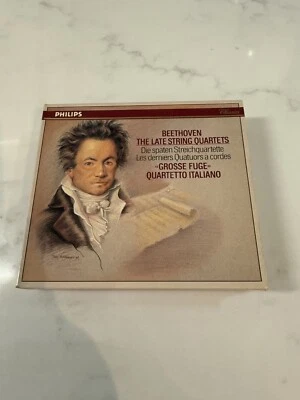 PHILIPS
BEETHOVEN
THE LATE STRING QUARTETS
Die späten Streichquartette
Les derniers Quatuors à cordes
«GROSSE FUGE»
QUARTETTO ITALIANO